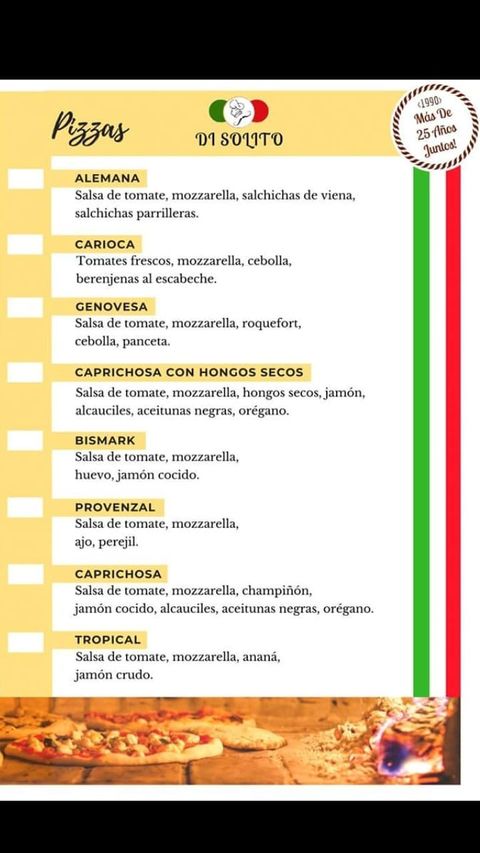 Pizzas
DI SOLITO
<1990>
Más De
25 Años
Juntos!
ALEMANA
Salsa de tomate, mozzarella, salchichas de viena,
salchichas parrilleras.
CARIOCA
Tomates frescos, mozzarella, cebolla,
berenjenas al escabeche.
GENOVESA
Salsa de tomate, mozzarella, roquefort,
cebolla, panceta.
CAPRICHOSA CON HONGOS SECOS
Salsa de tomate, mozzarella, hongos secos, jamón,
alcauciles, aceitunas negras, orégano.
BISMARK
Salsa de tomate, mozzarella,
huevo, jamón cocido.
PROVENZAL
Salsa de tomate, mozzarella,
ajo, perejil.
CAPRICHOSA
Salsa de tomate, mozzarella, champiñón,
jamón cocido, alcauciles, aceitunas negras, orégano.
TROPICAL
Salsa de tomate, mozzarella, ananá,
jamón crudo.